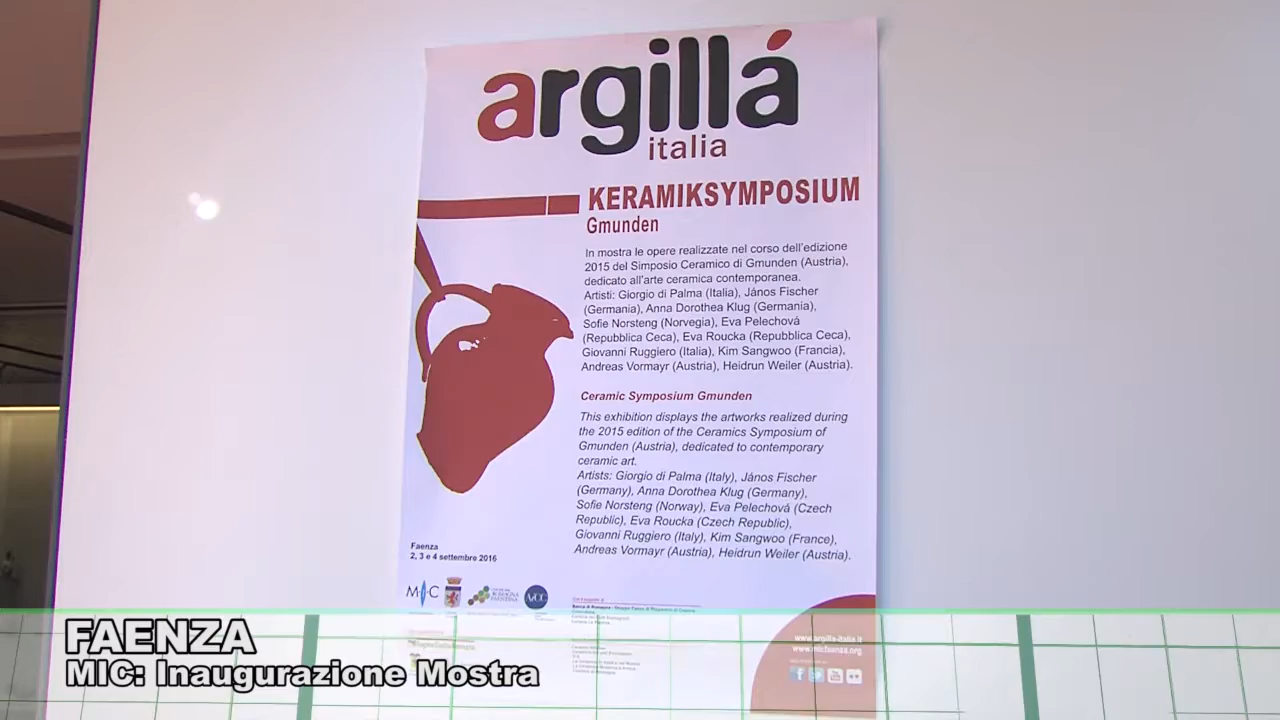 argillá
italia
KERAMIKSYMPOSIUM
Gmunden
In mostra le opere realizzate nel corso dell'edizione
2015 del Simposio Ceramico di Gmunden (Austria),
dedicato all'arte ceramica contemporanea.
Artisti: Giorgio di Palma (Italia), János Fischer
(Germania), Anna Dorothea Klug (Germania),
Sofie Norsteng (Norvegia), Eva Pelechová
(Repubblica Ceca), Eva Roucka (Repubblica Ceca),
Giovanni Ruggiero (Italia), Kim Sangwoo (Francia),
Andreas Vormayr (Austria), Heidrun Weiler (Austria).
Ceramic Symposium Gmunden
This exhibition displays the artworks realized during
the 2015 edition of the Ceramics Symposium of
Gmunden (Austria), dedicated to contemporary
ceramic art.
Artists: Giorgio di Palma (Italy), János Fischer
(Germany), Anna Dorothea Klug (Germany),
Sofie Norsteng (Norway), Eva Pelechová (Czech
Republic), Eva Roucka (Czech Republic),
Giovanni Ruggiero (Italy), Kim Sangwoo (France),
Andreas Vormayr (Austria), Heidrun Weiler (Austria).
Faenza
2, 3 e 4 settembre 2016
MIC
ROMAGNA
FAENTINA
AiCC
www.argilla-italia.it
www.micfaenza.org
FAENZA
MIC: Inaugurazione Mostra